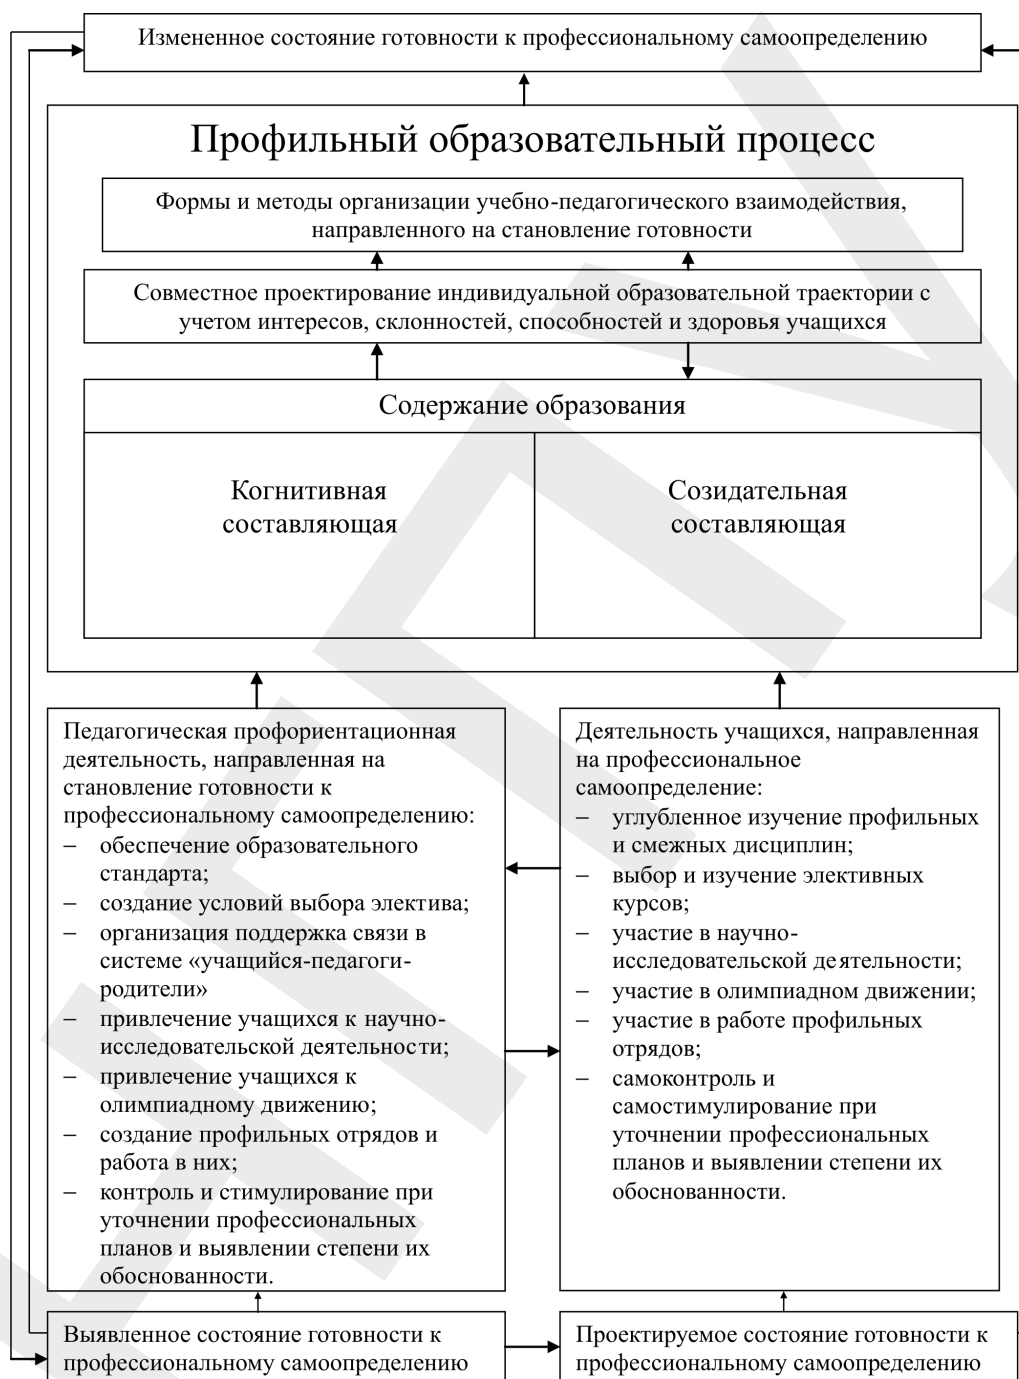 Измененное состояние готовности к профессиональному самоопределению
Профильный образовательный процесс
Формы и методы организации учебно-педагогического взаимодействия,
направленного на становление готовности
Совместное проектирование индивидуальной образовательной траектории с
учетом интересов, склонностей, способностей и здоровья учащихся
Содержание образования
Когнитивная
составляющая
Созидательная
составляющая
Педагогическая профориентационная
деятельность, направленная на
становление готовности к
профессиональному самоопределению:
– обеспечение образовательного
стандарта;
– создание условий выбора электива;
– организация поддержка связи в
системе «учащийся-педагоги-
родители»
– привлечение учащихся к научно-
исследовательской деятельности;
– привлечение учащихся к
олимпиадному движению;
– создание профильных отрядов и
работа в них;
– контроль и стимулирование при
уточнении профессиональных
планов и выявлении степени их
обоснованности.
Деятельность учащихся, направленная
на профессиональное
самоопределение:
– углубленное изучение профильных
и смежных дисциплин;
– выбор и изучение элективных
курсов;
– участие в научно-
исследовательской деятельности;
– участие в олимпиадном движении;
– участие в работе профильных
отрядов;
– самоконтроль и
самостимулирование при
уточнении профессиональных
планов и выявлении степени их
обоснованности.
Выявленное состояние готовности к
профессиональному самоопределению
Проектируемое состояние готовности к
профессиональному самоопределению